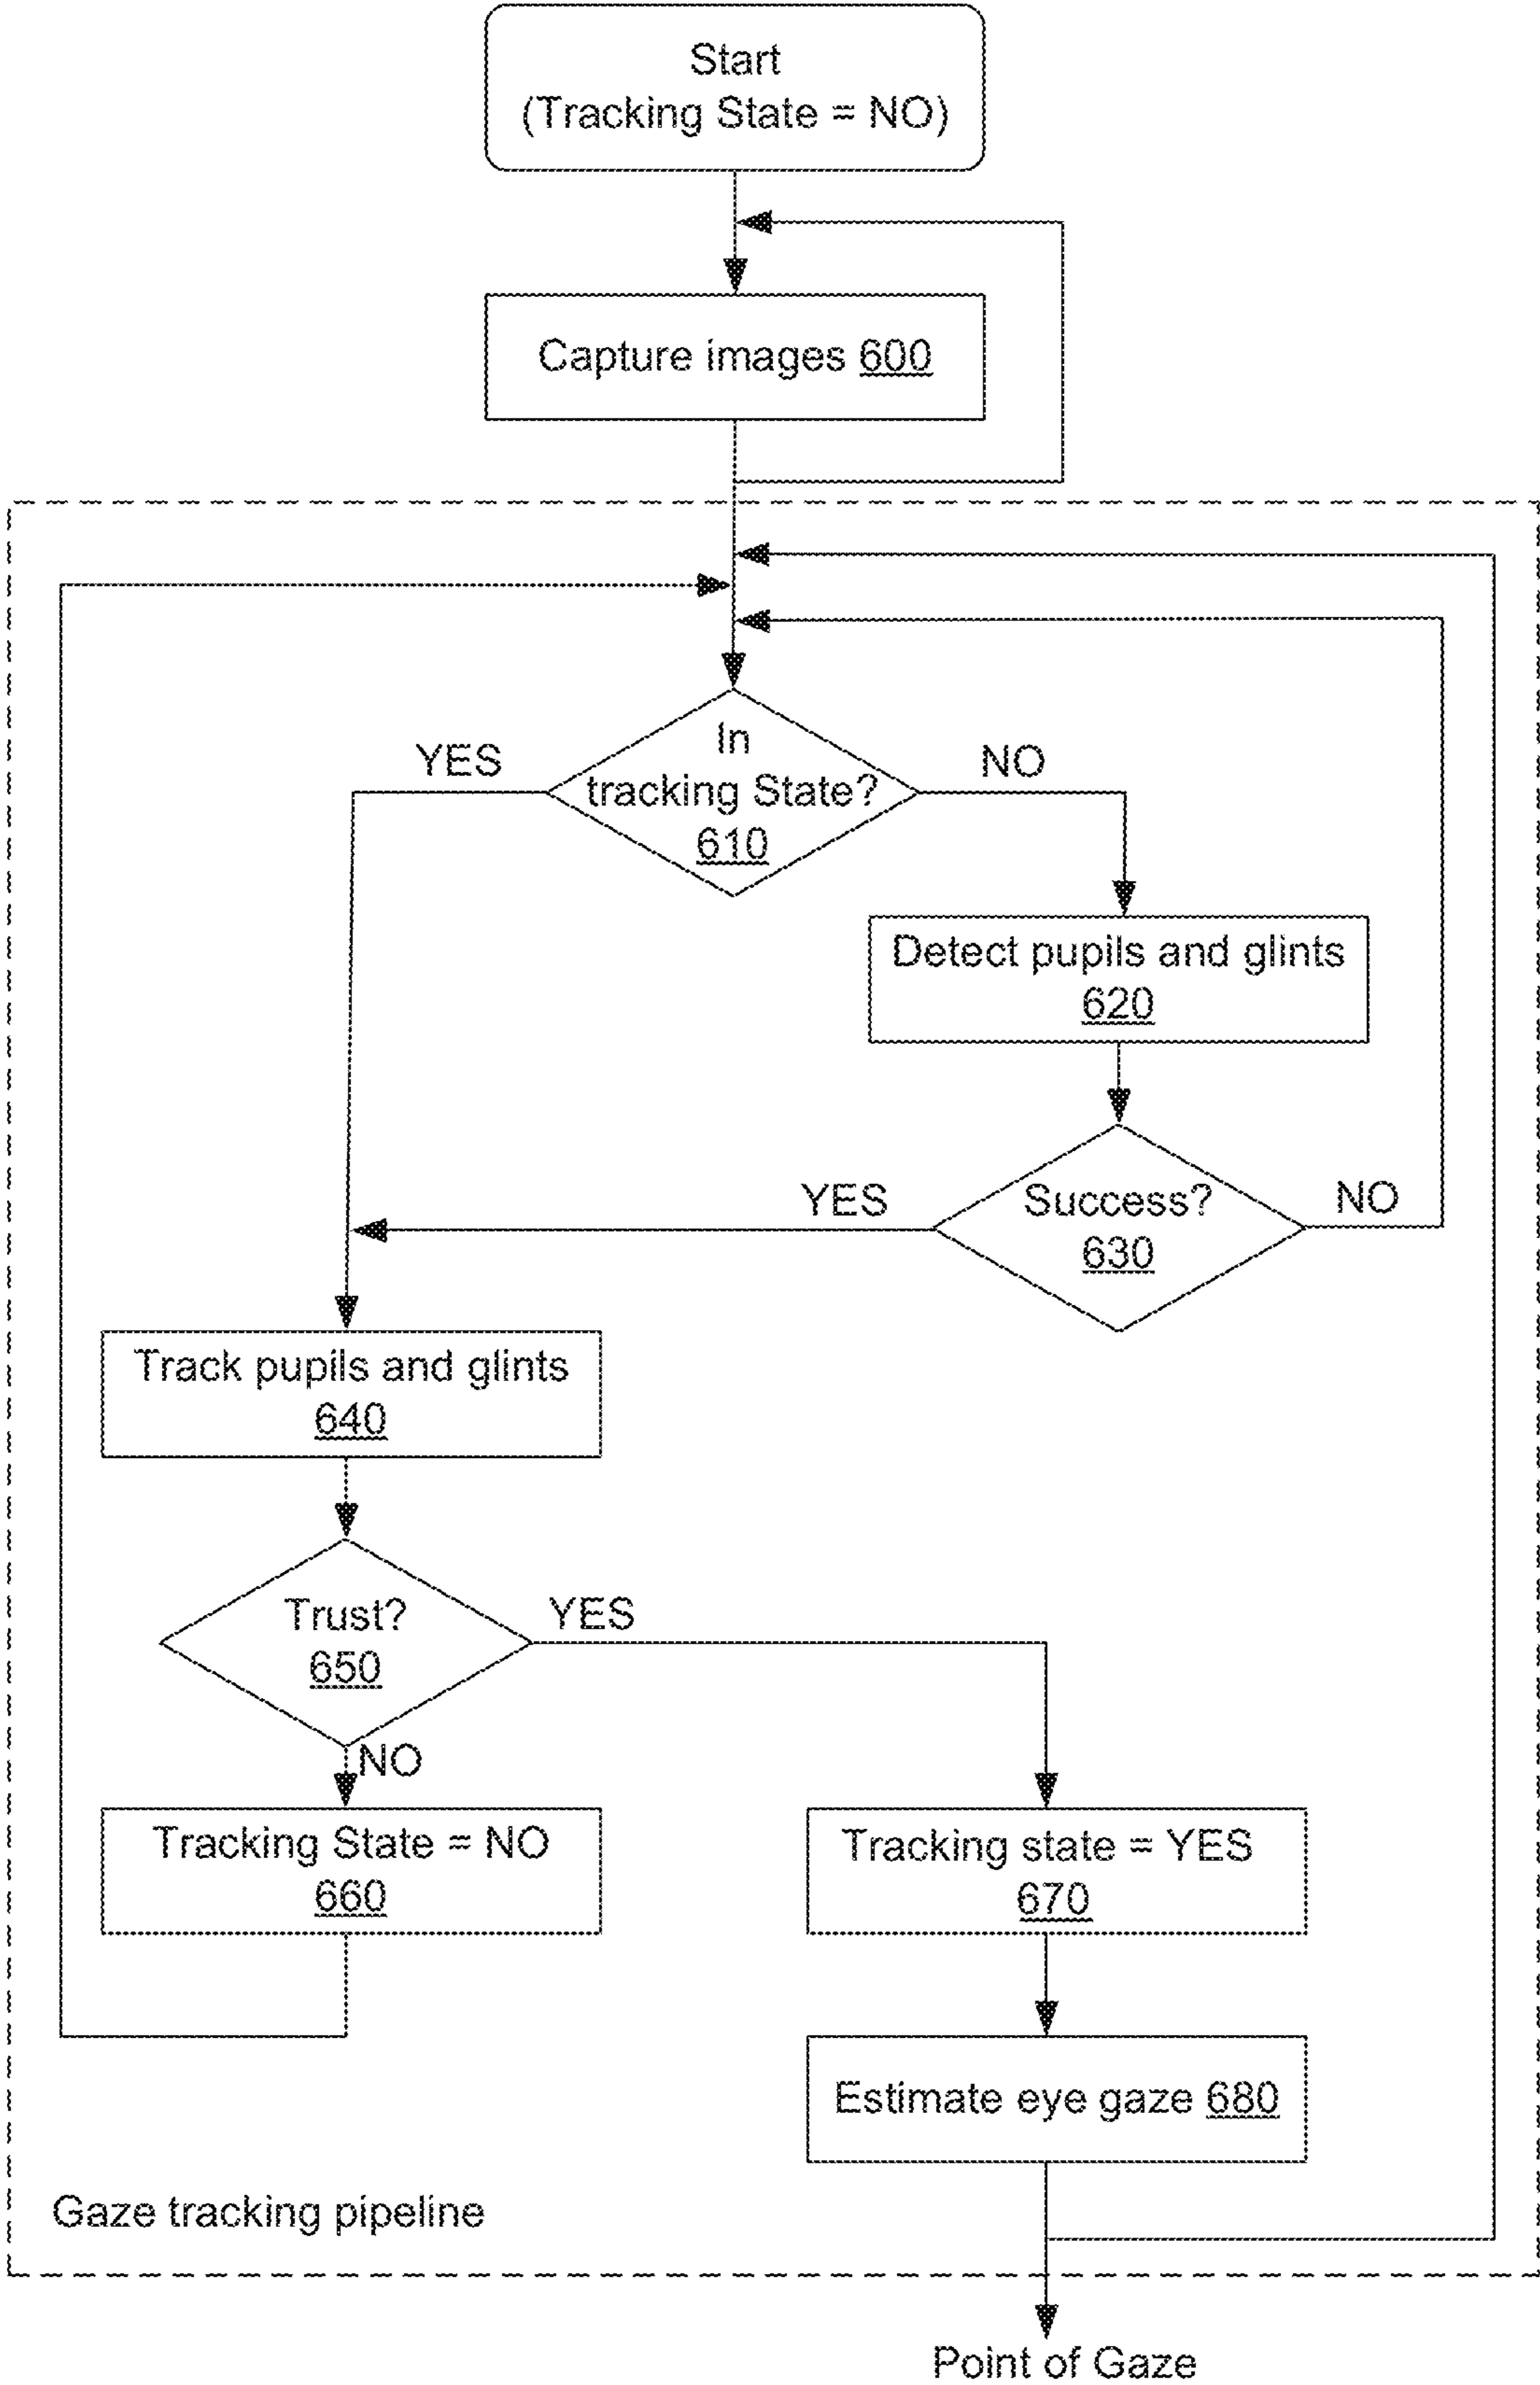 Start
(Tracking State = NO)
Capture images 600
In
tracking State?
610
YES
NO
Detect pupils and glints
620
Success?
630
YES
NO
Track pupils and glints
640
Trust?
650
YES
NO
Tracking State = NO
660
Tracking state = YES
670
Estimate eye gaze 680
Gaze tracking pipeline
Point of Gaze